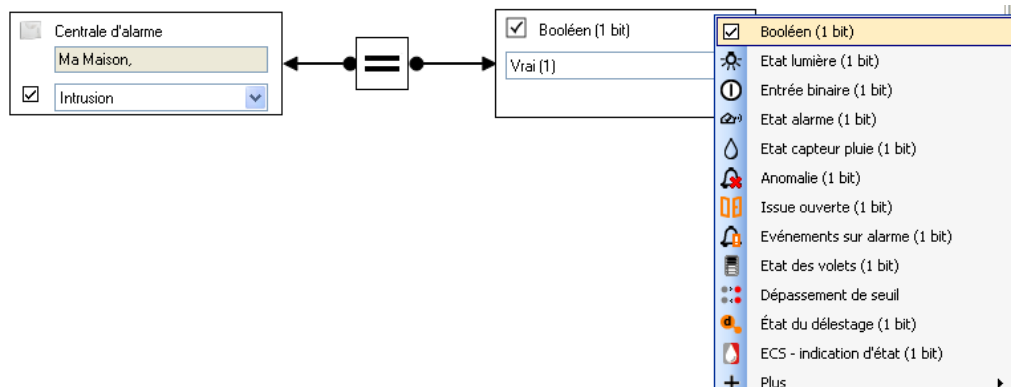 Centrale d'alarme
Ma Maison,
Intrusion
=
Booléen (1 bit)
Vrai (1)
Booléen (1 bit)
Etat lumière (1 bit)
Entrée binaire (1 bit)
Etat alarme (1 bit)
Etat capteur pluie (1 bit)
Anomalie (1 bit)
Issue ouverte (1 bit)
Evénements sur alarme (1 bit)
Etat des volets (1 bit)
Dépassement de seuil
État du délestage (1 bit)
ECS - indication d'état (1 bit)
Plus